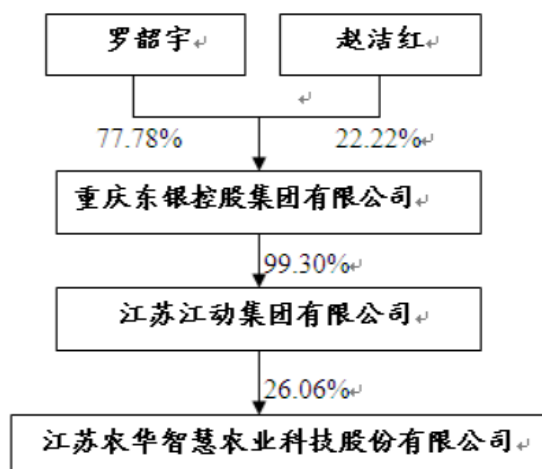 罗韶宇
赵洁红
77.78%
22.22%
重庆东银控股集团有限公司
99.30%
江苏江动集团有限公司
26.06%
江苏农华智慧农业科技股份有限公司